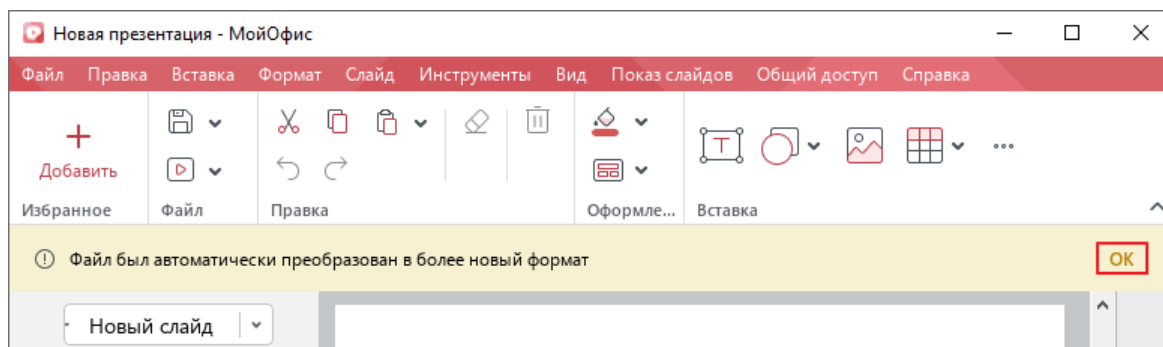 Новая презентация - МойОфис
Файл Правка Вставка Формат Слайд Инструменты Вид Показ слайдов Общий доступ Справка
Добавить
Избранное Файл Правка Оформле... Вставка
Файл был автоматически преобразован в более новый формат OK
Новый слайд